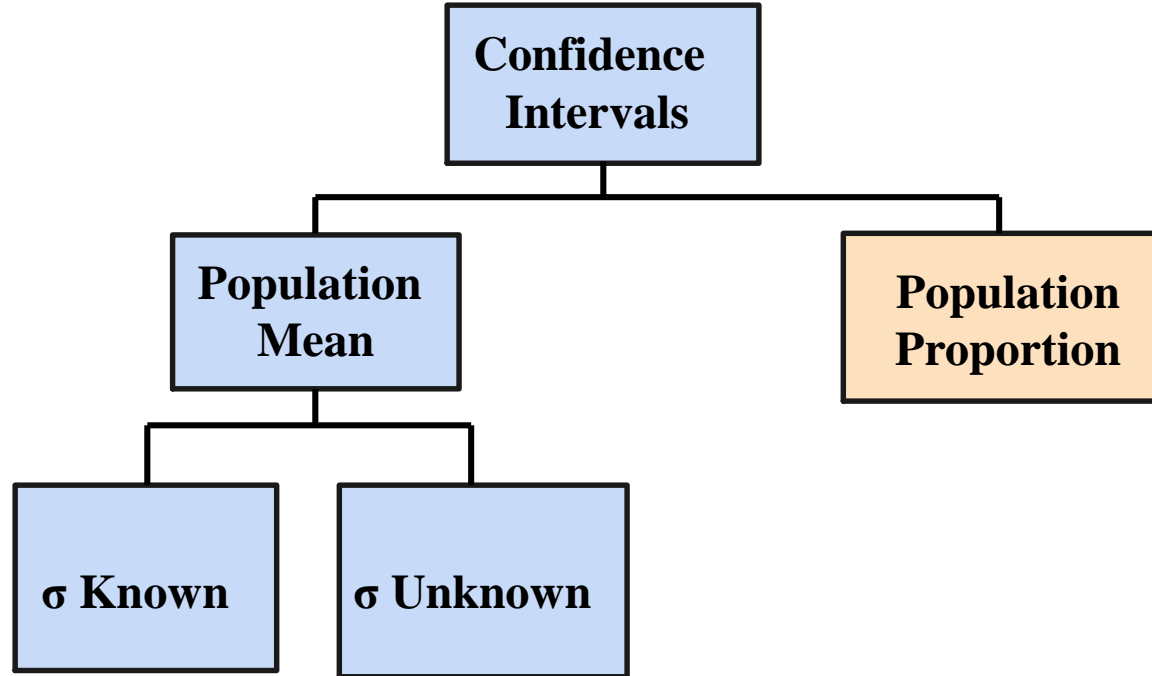 Confidence
Intervals
Population
Mean
Population
Proportion
σ Known
σ Unknown